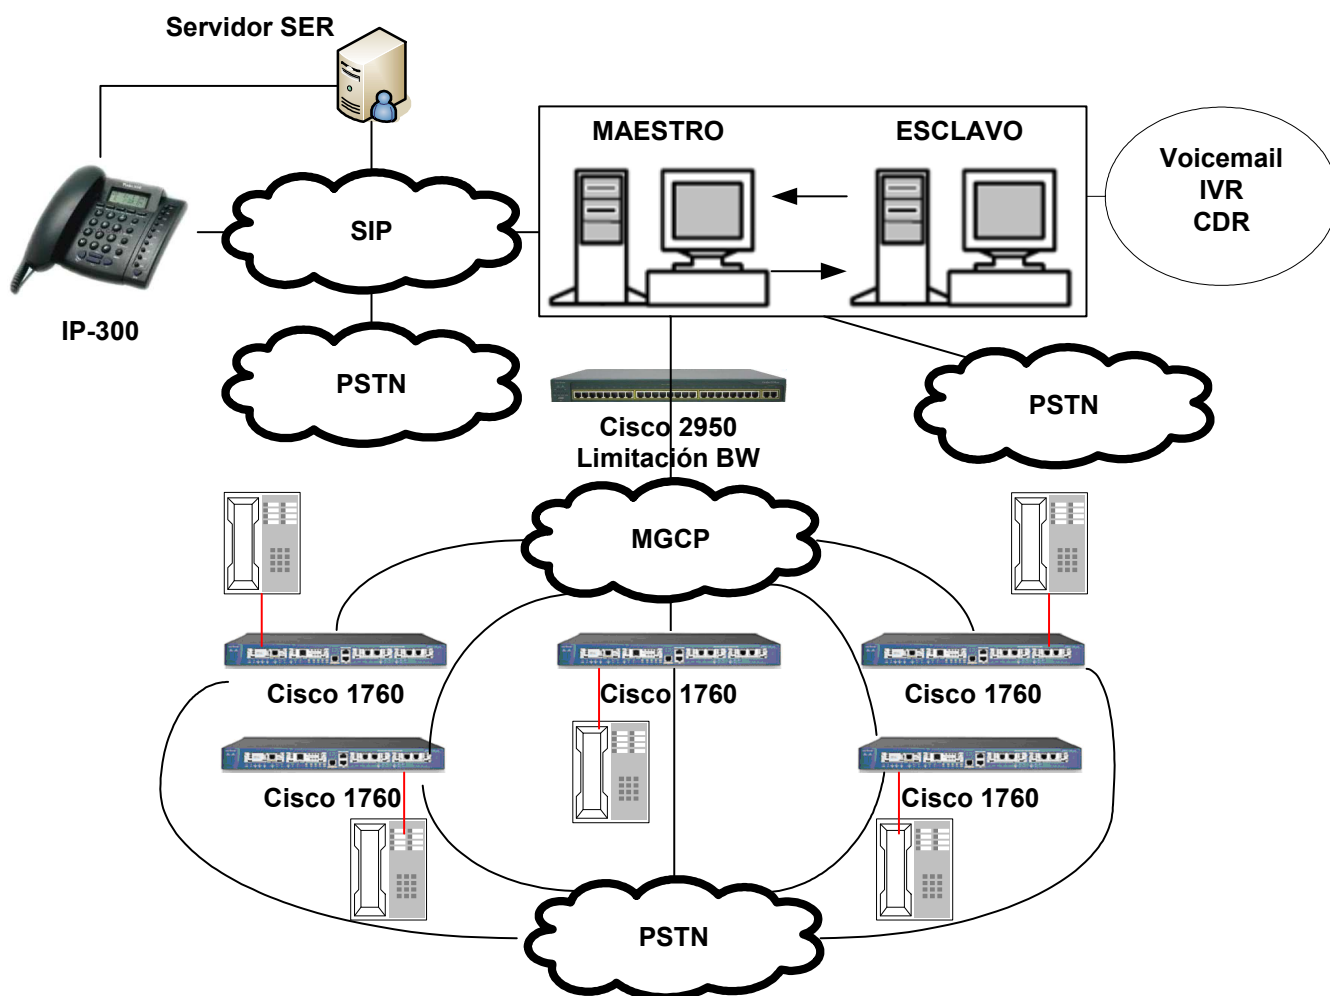 Servidor SER
MAESTRO
ESCLAVO
Voicemail
IVR
CDR
SIP
IP-300
PSTN
PSTN
Cisco 2950
Limitación BW
MGCP
Cisco 1760
Cisco 1760
Cisco 1760
Cisco 1760
Cisco 1760
PSTN